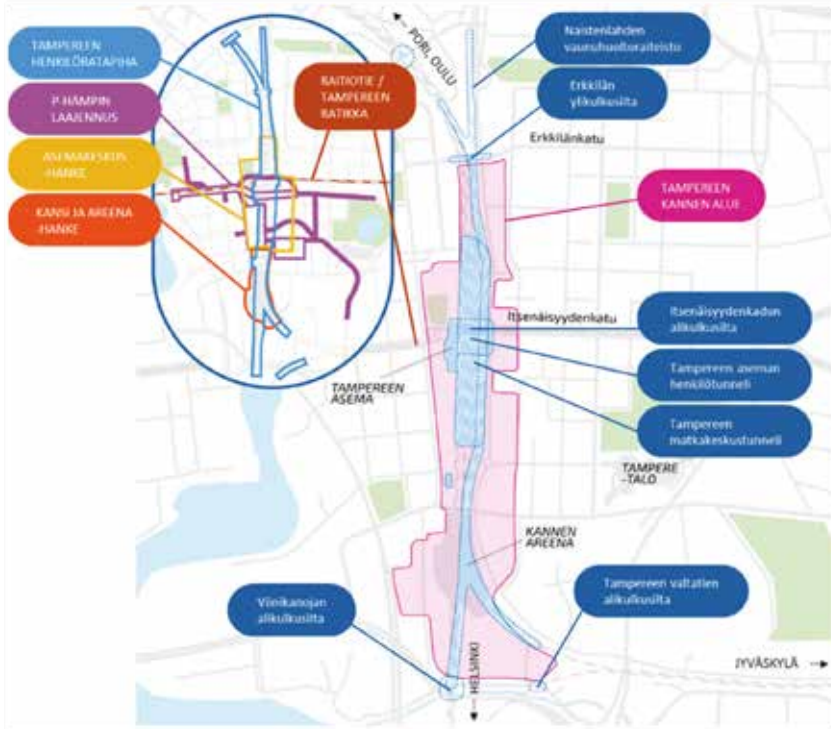 TAMPEREEN
HENKILÖRATAPIHA
P-HÄMPIN
LAAJENNUS
ASEMAKESKUS
-HANKE
KANSI JA AREENA
-HANKE
RAITIOTIE /
TAMPEREEN
RATIKKA
PORI, OULU
Naistenlahden
vaunuhuoltoraiteisto
Erkkilän
ylikulkusilta
Erkkilänkatu
TAMPEREEN
KANNEN ALUE
Itsenäisyydenkatu
Itsenäisyydenkadun
alikulkusilta
Tampereen aseman
henkilötunneli
Tampereen
matkakeskustunneli
TAMPEREEN
ASEMA
TAMPERE
-TALO
KANNEN
AREENA
Viinikanojan
alikulkusilta
Tampereen valtatien
alikulkusilta
JYVÄSKYLÄ
HELSINKI